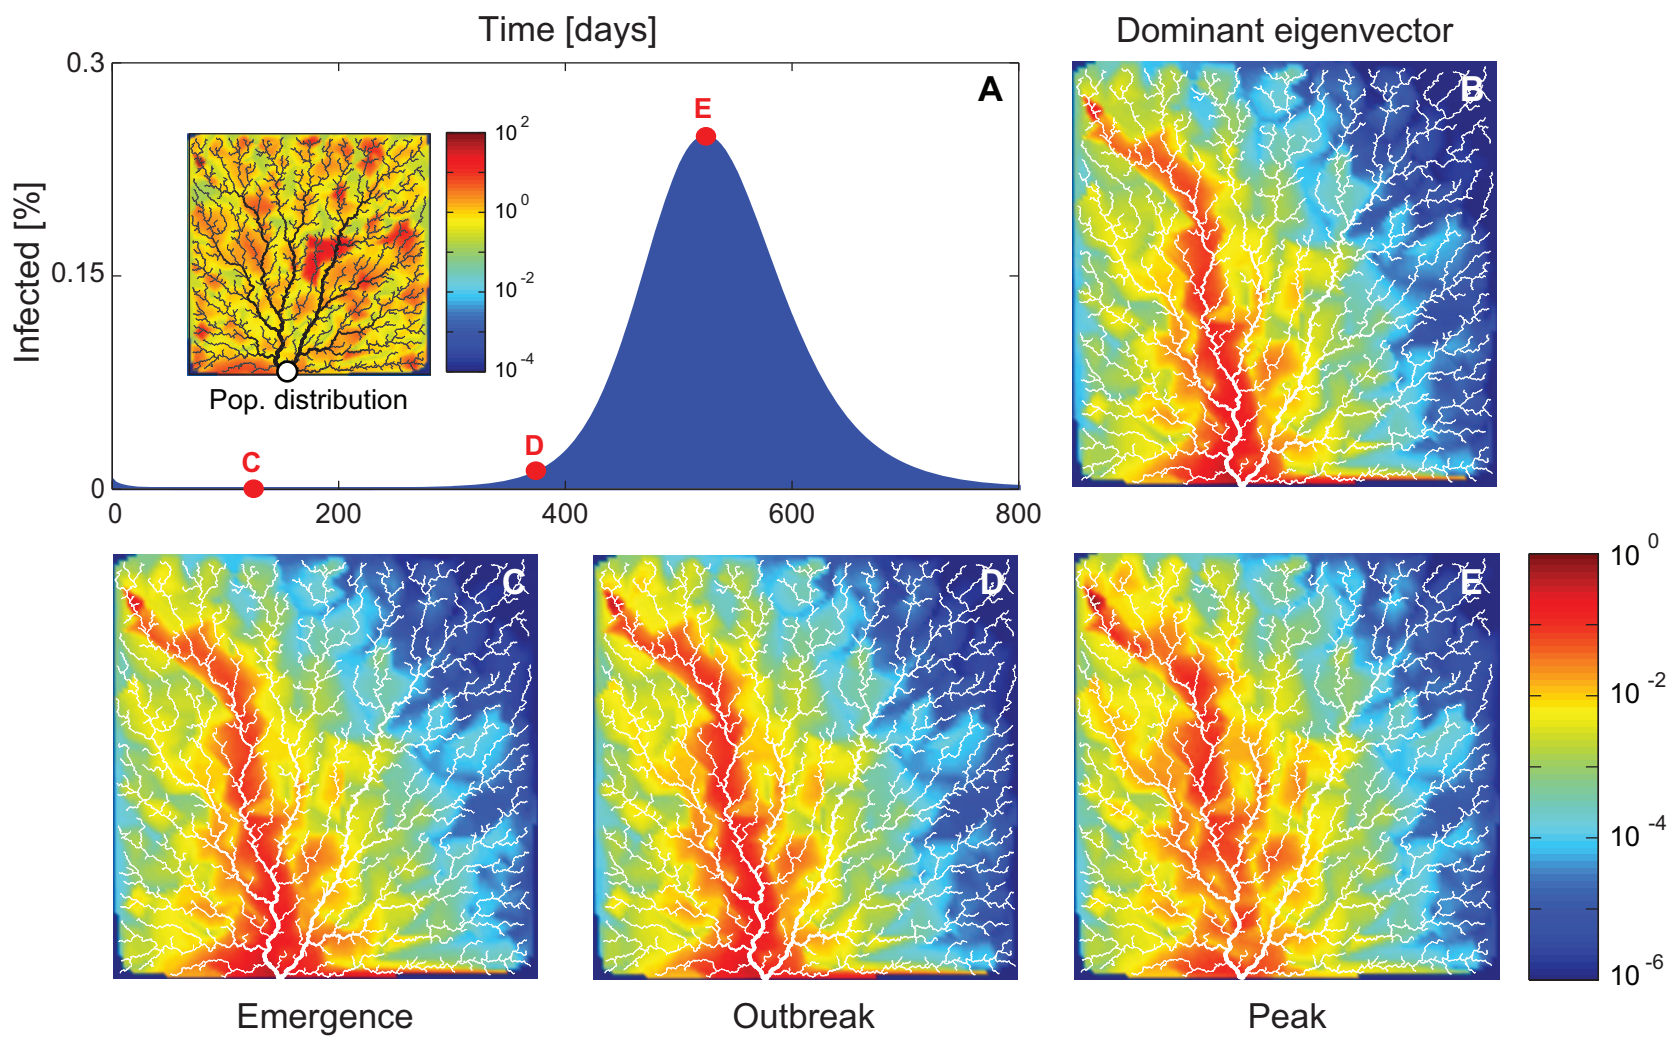 Time [days]
Dominant eigenvector
0.3
A
B
E
10 2
10 0
10 -2
10 -4
Infected [%]
0.15
Pop. distribution
C
D
0
0
200
400
600
800
C
D
E
10 0
10 -2
10 -4
10 -6
Emergence
Outbreak
Peak